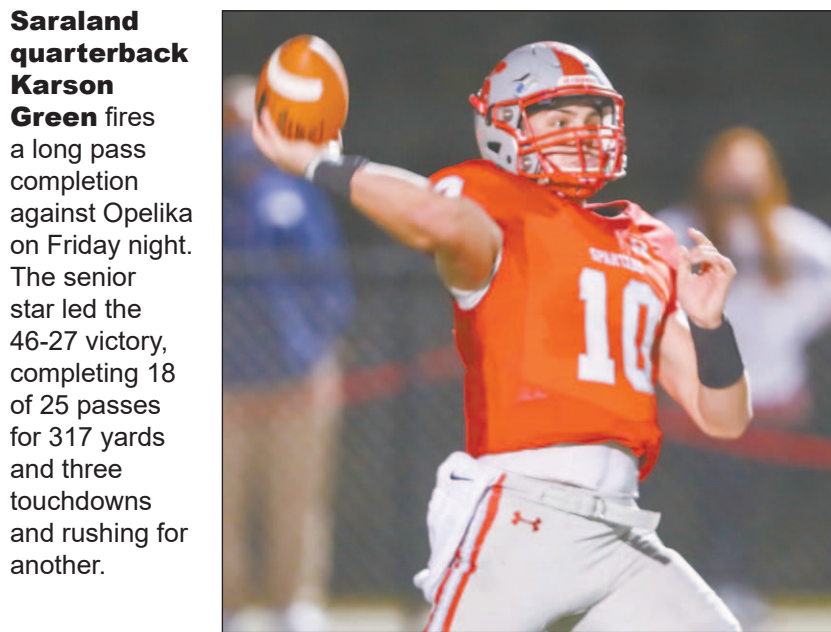 Saraland
quarterback
Karson
Green fires
a long pass
completion
against Opelika
on Friday night.
The senior
star led the
46-27 victory,
completing 18
of 25 passes
for 317 yards
and three
touchdowns
and rushing for
another.
SPARTANS
10